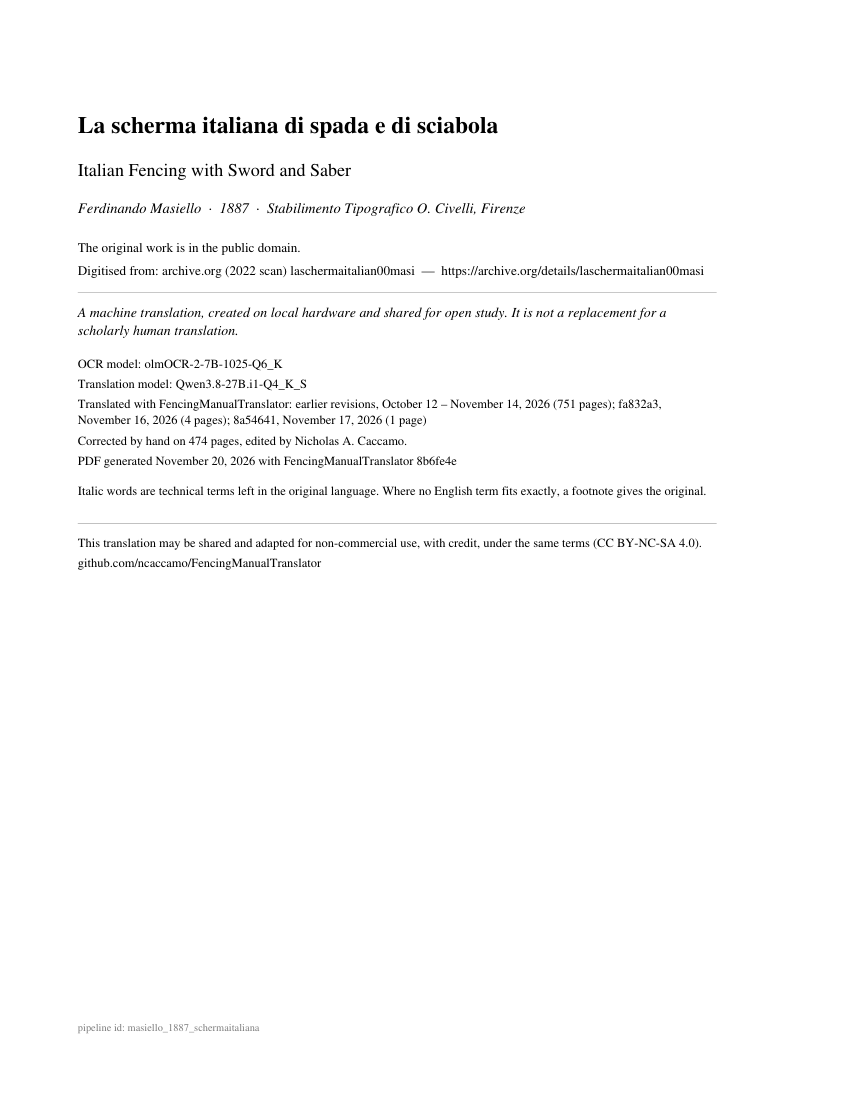 La scherma italiana di spada e di sciabola
Italian Fencing with Sword and Saber
Ferdinando Masiello · 1887 · Stabilimento Tipografico O. Civelli, Firenze
The original work is in the public domain.
Digitised from: archive.org (2022 scan) laschermaitalian00masi — https://archive.org/details/laschermaitalian00masi
A machine translation, created on local hardware and shared for open study. It is not a replacement for a
scholarly human translation.
OCR model: olmOCR-2-7B-1025-Q6_K
Translation model: Qwen3.8-27B.i1-Q4_K_S
Translated with FencingManualTranslator: earlier revisions, October 12 – November 14, 2026 (751 pages); fa832a3,
November 16, 2026 (4 pages); 8a54641, November 17, 2026 (1 page)
Corrected by hand on 474 pages, edited by Nicholas A. Caccamo.
PDF generated November 20, 2026 with FencingManualTranslator 8b6fe4e
Italic words are technical terms left in the original language. Where no English term fits exactly, a footnote gives the original.
This translation may be shared and adapted for non-commercial use, with credit, under the same terms (CC BY-NC-SA 4.0).
github.com/ncaccamo/FencingManualTranslator
pipeline id: masiello_1887_schermaitaliana